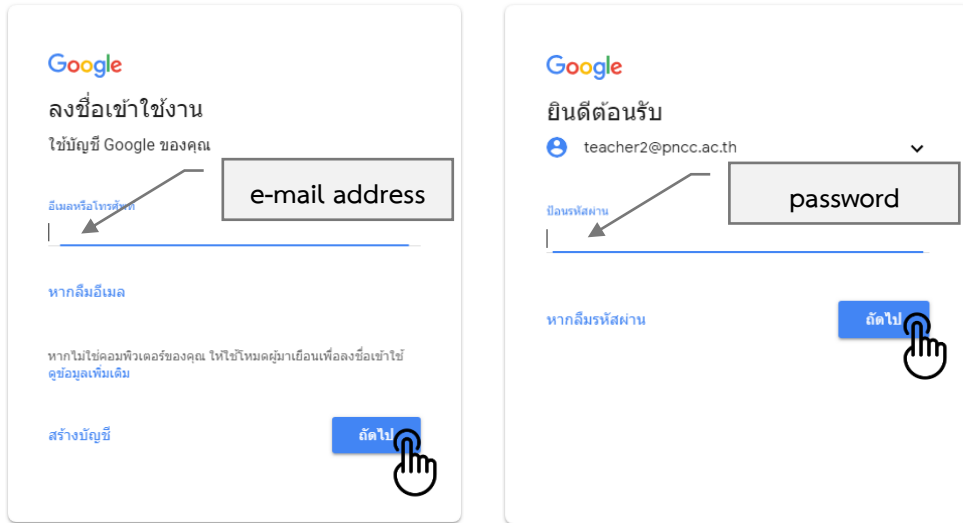 Google
ลงชื่อเข้าใช้งาน
ใช้บัญชี Google ของคุณ
e-mail address
อีเมลหรือโทรศัพท์
หากลืมอีเมล
หากไม่ใช่คอมพิวเตอร์ของคุณ ให้ใช้โหมดผู้มาเยือนเพื่อลงชื่อเข้าใช้
ดูข้อมูลเพิ่มเติม
สร้างบัญชี
ถัดไป
Google
ยินดีต้อนรับ
teacher2@pncc.ac.th
password
ป้อนรหัสผ่าน
หากลืมรหัสผ่าน
ถัดไป